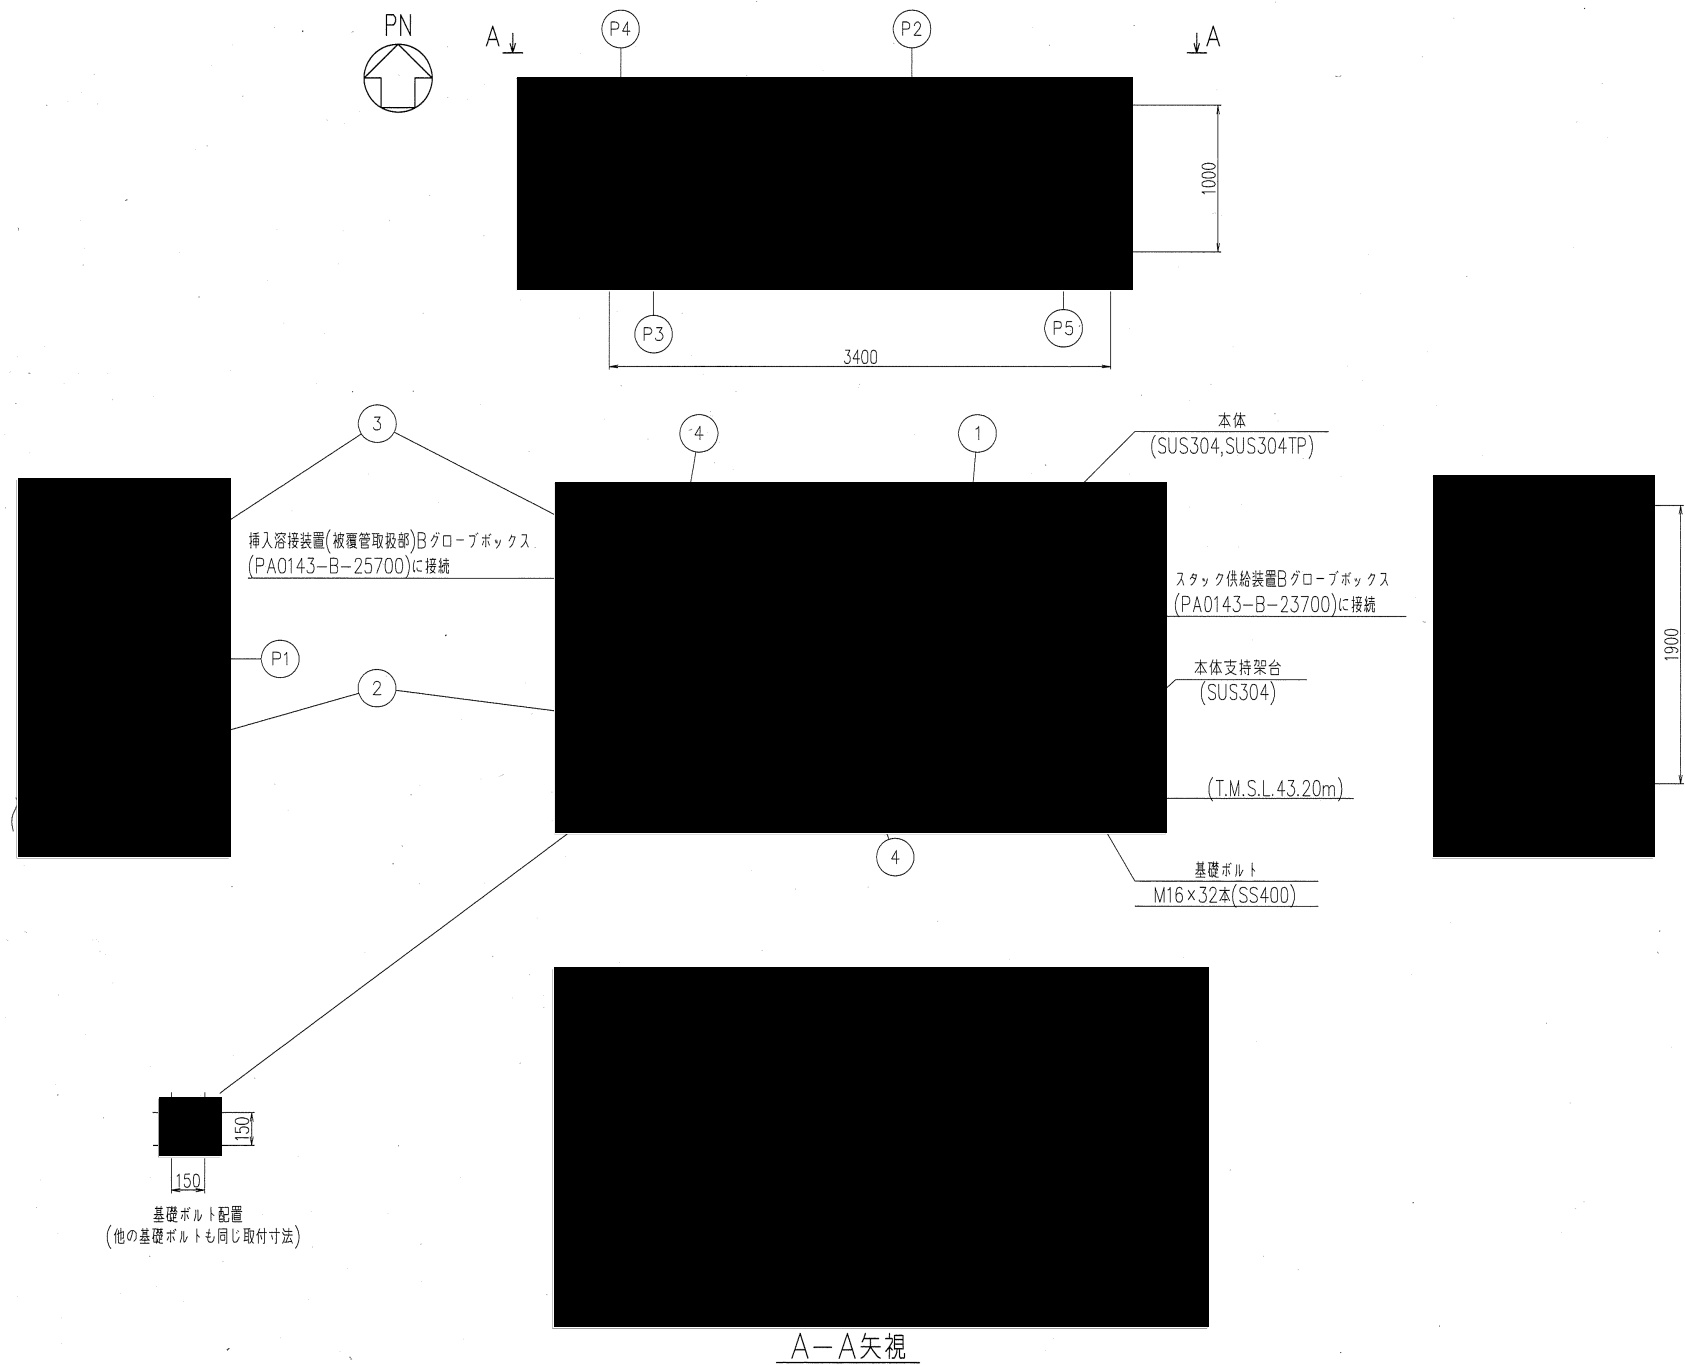 PN
A
P4
P2
A
1000
P3
P5
3400
3
4
1
本体
(SUS304,SUS304TP)
挿入溶接装置(被覆管取扱部)Bグローブボックス
(PA0143-B-25700)に接続
スタック供給装置Bグローブボックス
(PA0143-B-23700)に接続
1900
P1
2
本体支持架台
(SUS304)
(T.M.S.L.43.20m)
4
基礎ボルト
M16×32本(SS400)
150
150
基礎ボルト配置
(他の基礎ボルトも同じ取付寸法)
A-A矢視